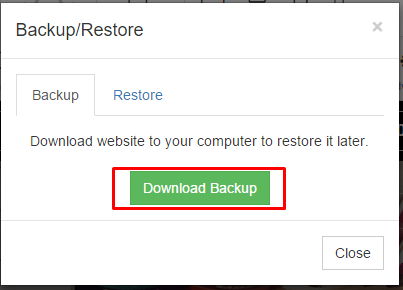 Backup/Restore
×
Backup
Restore
Download website to your computer to restore it later.
Download Backup
Close